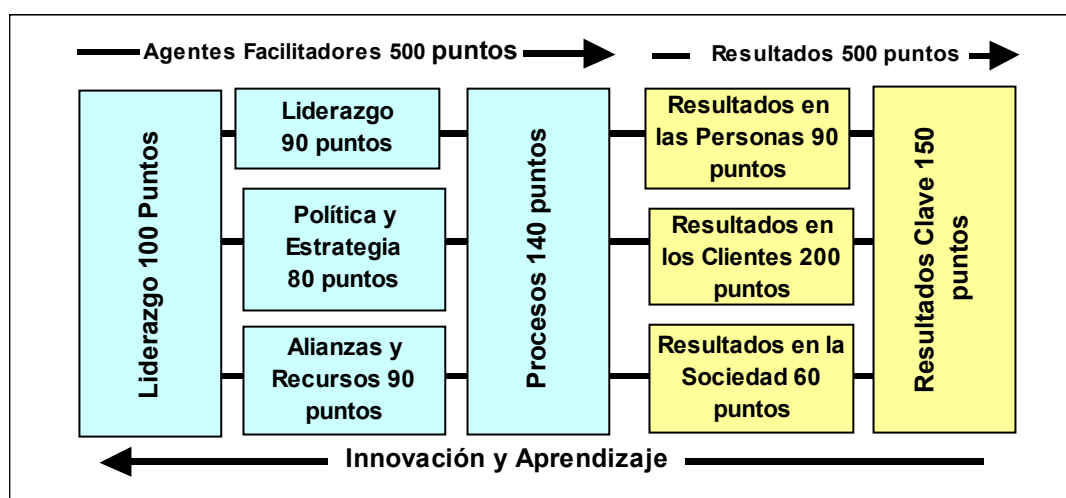 Agentes Facilitadores 500 puntos
Resultados 500 puntos
Liderazgo 100 Puntos
Liderazgo
90 puntos
Política y
Estrategia
80 puntos
Alianzas y
Recursos 90
puntos
Procesos 140 puntos
Resultados en
las Personas 90
puntos
Resultados en
los Clientes 200
puntos
Resultados en la
Sociedad 60
puntos
Resultados Clave 150
puntos
Innovación y Aprendizaje